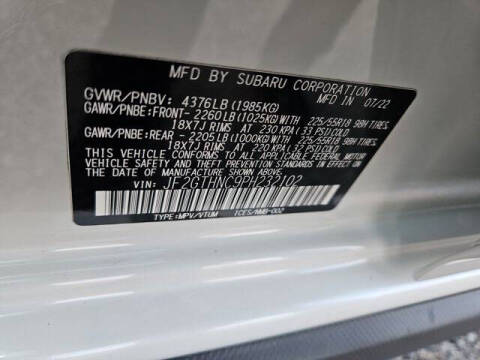 MFD BY SUBARU CORPORATION
GVWR/PNBV: 4376LB (1985KG) MFD IN 07/22
GAWR/PNBE:FRONT- 2260LB(1025KG)WITH 225/55R18 98H TIRES
18X7J RIMS AT 230 KPA(33 PSI)COLD
GAWR/PNBE:REAR - 2205LB(1000KG)WITH 225/55R18 98H TIRES
18X7J RIMS AT 220 KPA(32 PSI)COLD
THIS VEHICLE CONFORMS TO ALL APPLICABLE
FEDERAL MOTOR VEHICLE SAFETY, BUMPER, AND
THEFT PREVENTION STANDARDS IN EFFECT ON
THE DATE OF MANUFACTURE SHOWN ABOVE.
VIN: JF2GTHNC9PH232102
TYPE:MPV/VTUM TCES/NMB-002